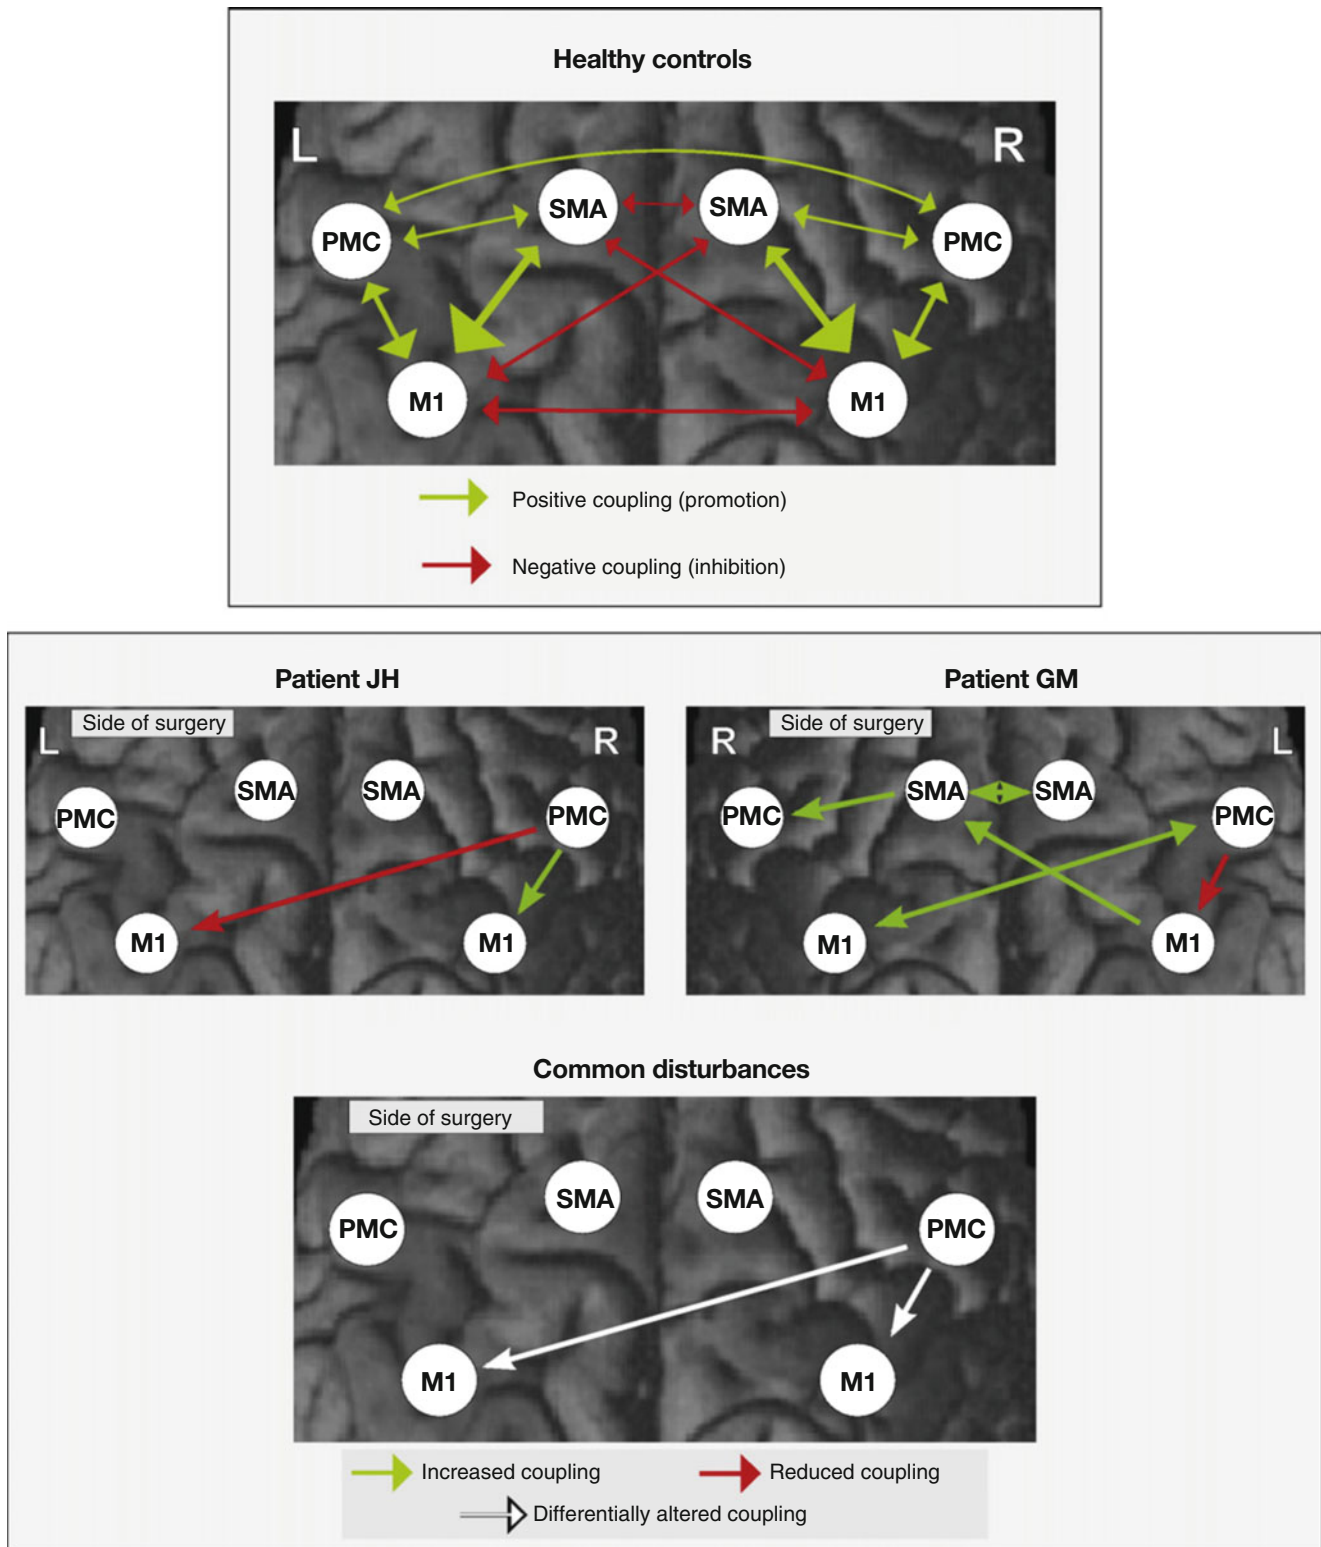 Healthy controls
L R
SMA SMA
PMC PMC
M1 M1
Positive coupling (promotion)
Negative coupling (inhibition)
Patient JH
Side of surgery
L R
SMA SMA
PMC PMC
M1 M1
Patient GM
Side of surgery
R L
SMA SMA
PMC PMC
M1 M1
Common disturbances
Side of surgery
SMA SMA
PMC PMC
M1 M1
Increased coupling Reduced coupling
Differentially altered coupling